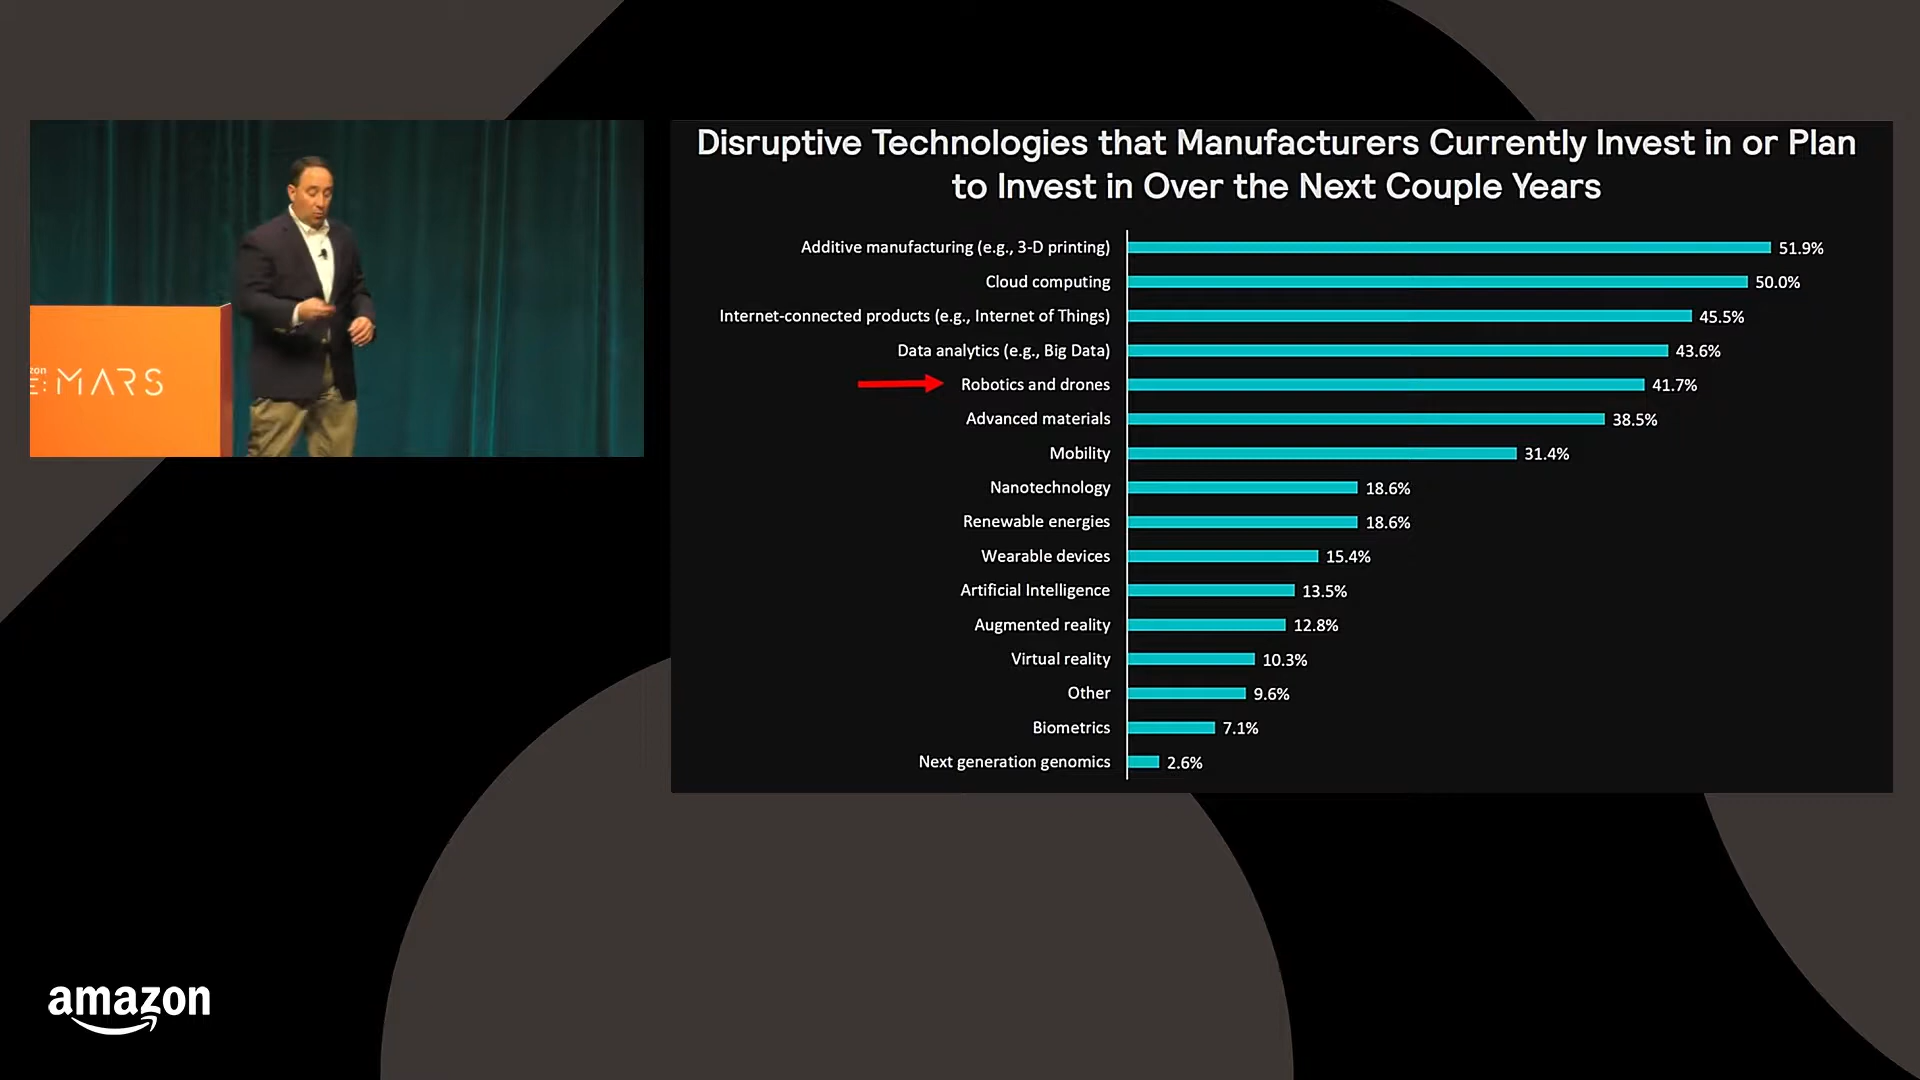 Disruptive Technologies that Manufacturers Currently Invest in or Plan
to Invest in Over the Next Couple Years
Additive manufacturing (e.g., 3-D printing) 51.9%
Cloud computing 50.0%
Internet-connected products (e.g., Internet of Things) 45.5%
Data analytics (e.g., Big Data) 43.6%
Robotics and drones 41.7%
Advanced materials 38.5%
Mobility 31.4%
Nanotechnology 18.6%
Renewable energies 18.6%
Wearable devices 15.4%
Artificial Intelligence 13.5%
Augmented reality 12.8%
Virtual reality 10.3%
Other 9.6%
Biometrics 7.1%
Next generation genomics 2.6%
zon
E:MARS
amazon